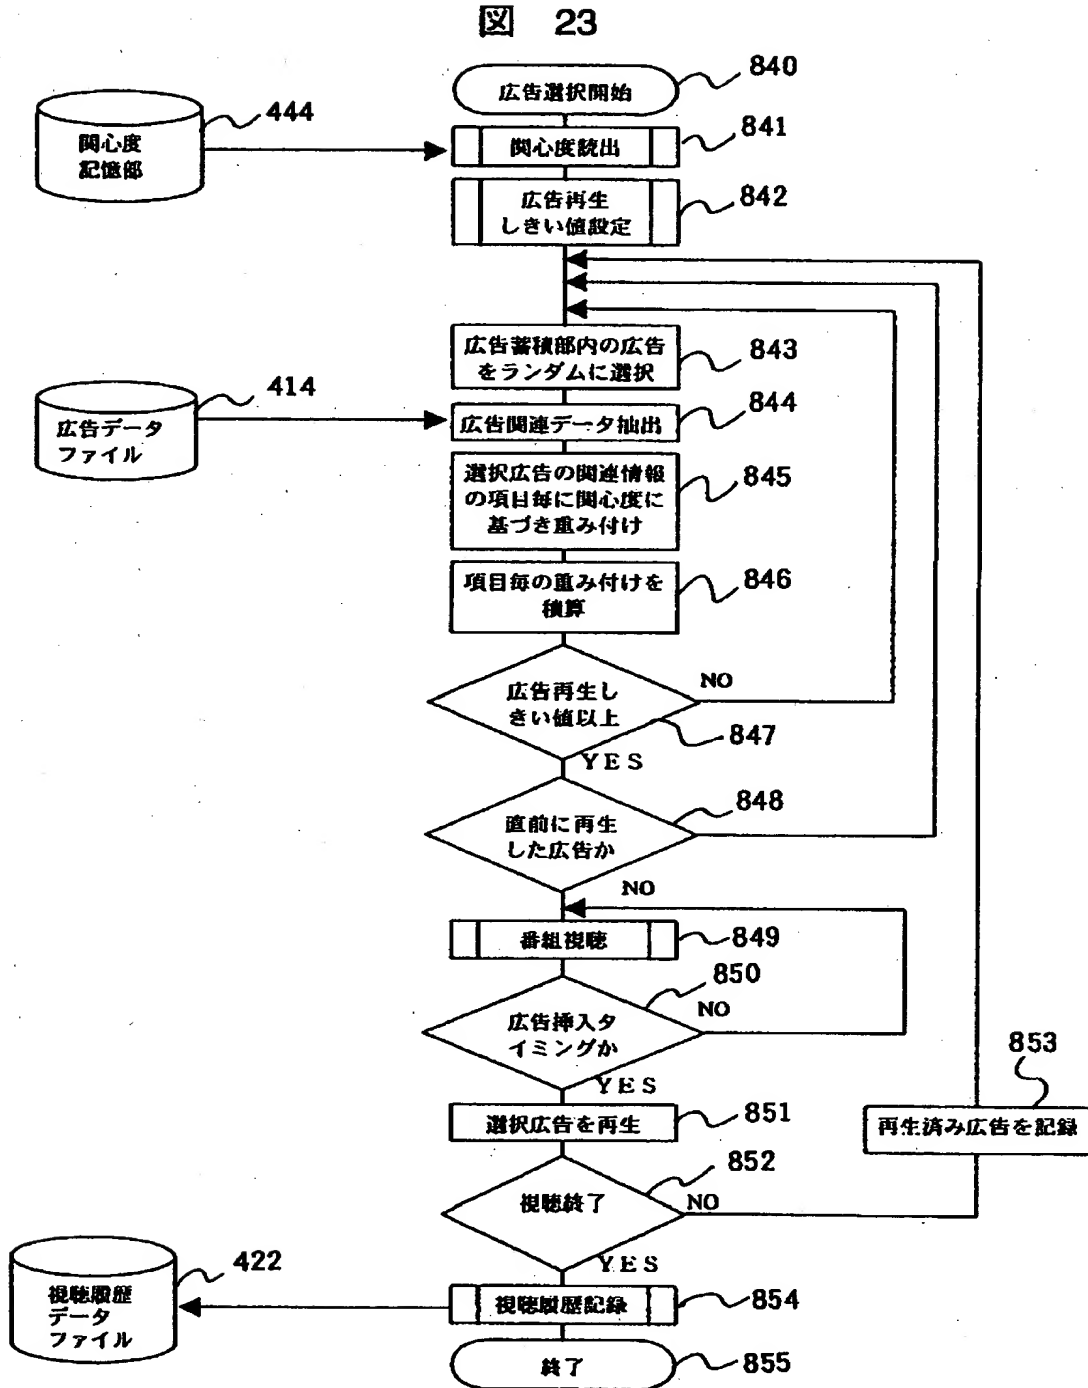 図 23
広告選択開始
840
関心度
記憶部
444
関心度読出
841
広告再生
しきい値設定
842
広告蓄積部内の広告
をランダムに選択
843
広告データ
ファイル
414
広告関連データ抽出
844
選択広告の関連情報
の項目毎に関心度に
基づき重み付け
845
項目毎の重み付けを
積算
846
広告再生し
きい値以上
NO
847
YES
直前に再生
した広告か
848
NO
番組視聴
849
広告挿入タ
イミングか
850
NO
YES
選択広告を再生
851
再生済み広告を記録
853
視聴終了
852
NO
YES
視聴履歴
データ
ファイル
422
視聴履歴記録
854
終了
855